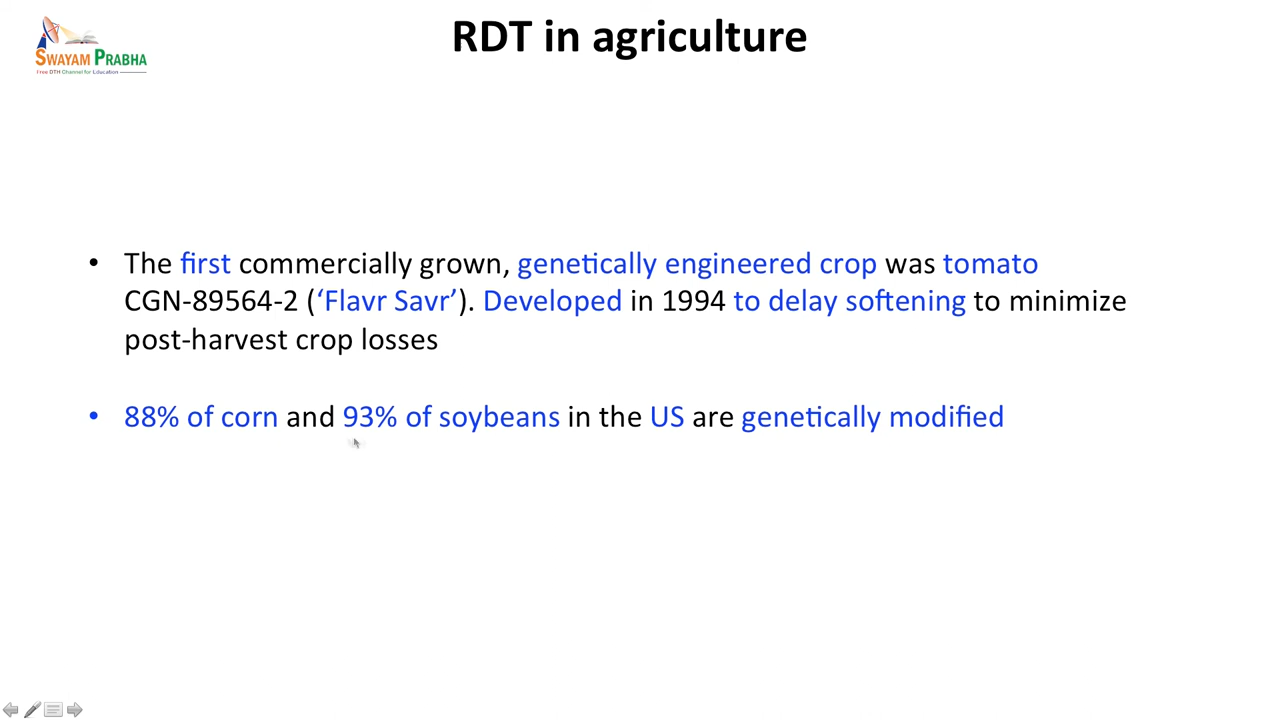 RDT in agriculture
SWAYAM PRABHA
Free DTH Channel for Education
• The first commercially grown, genetically engineered crop was tomato
CGN-89564-2 (‘Flavr Savr’). Developed in 1994 to delay softening to minimize
post-harvest crop losses
• 88% of corn and 93% of soybeans in the US are genetically modified